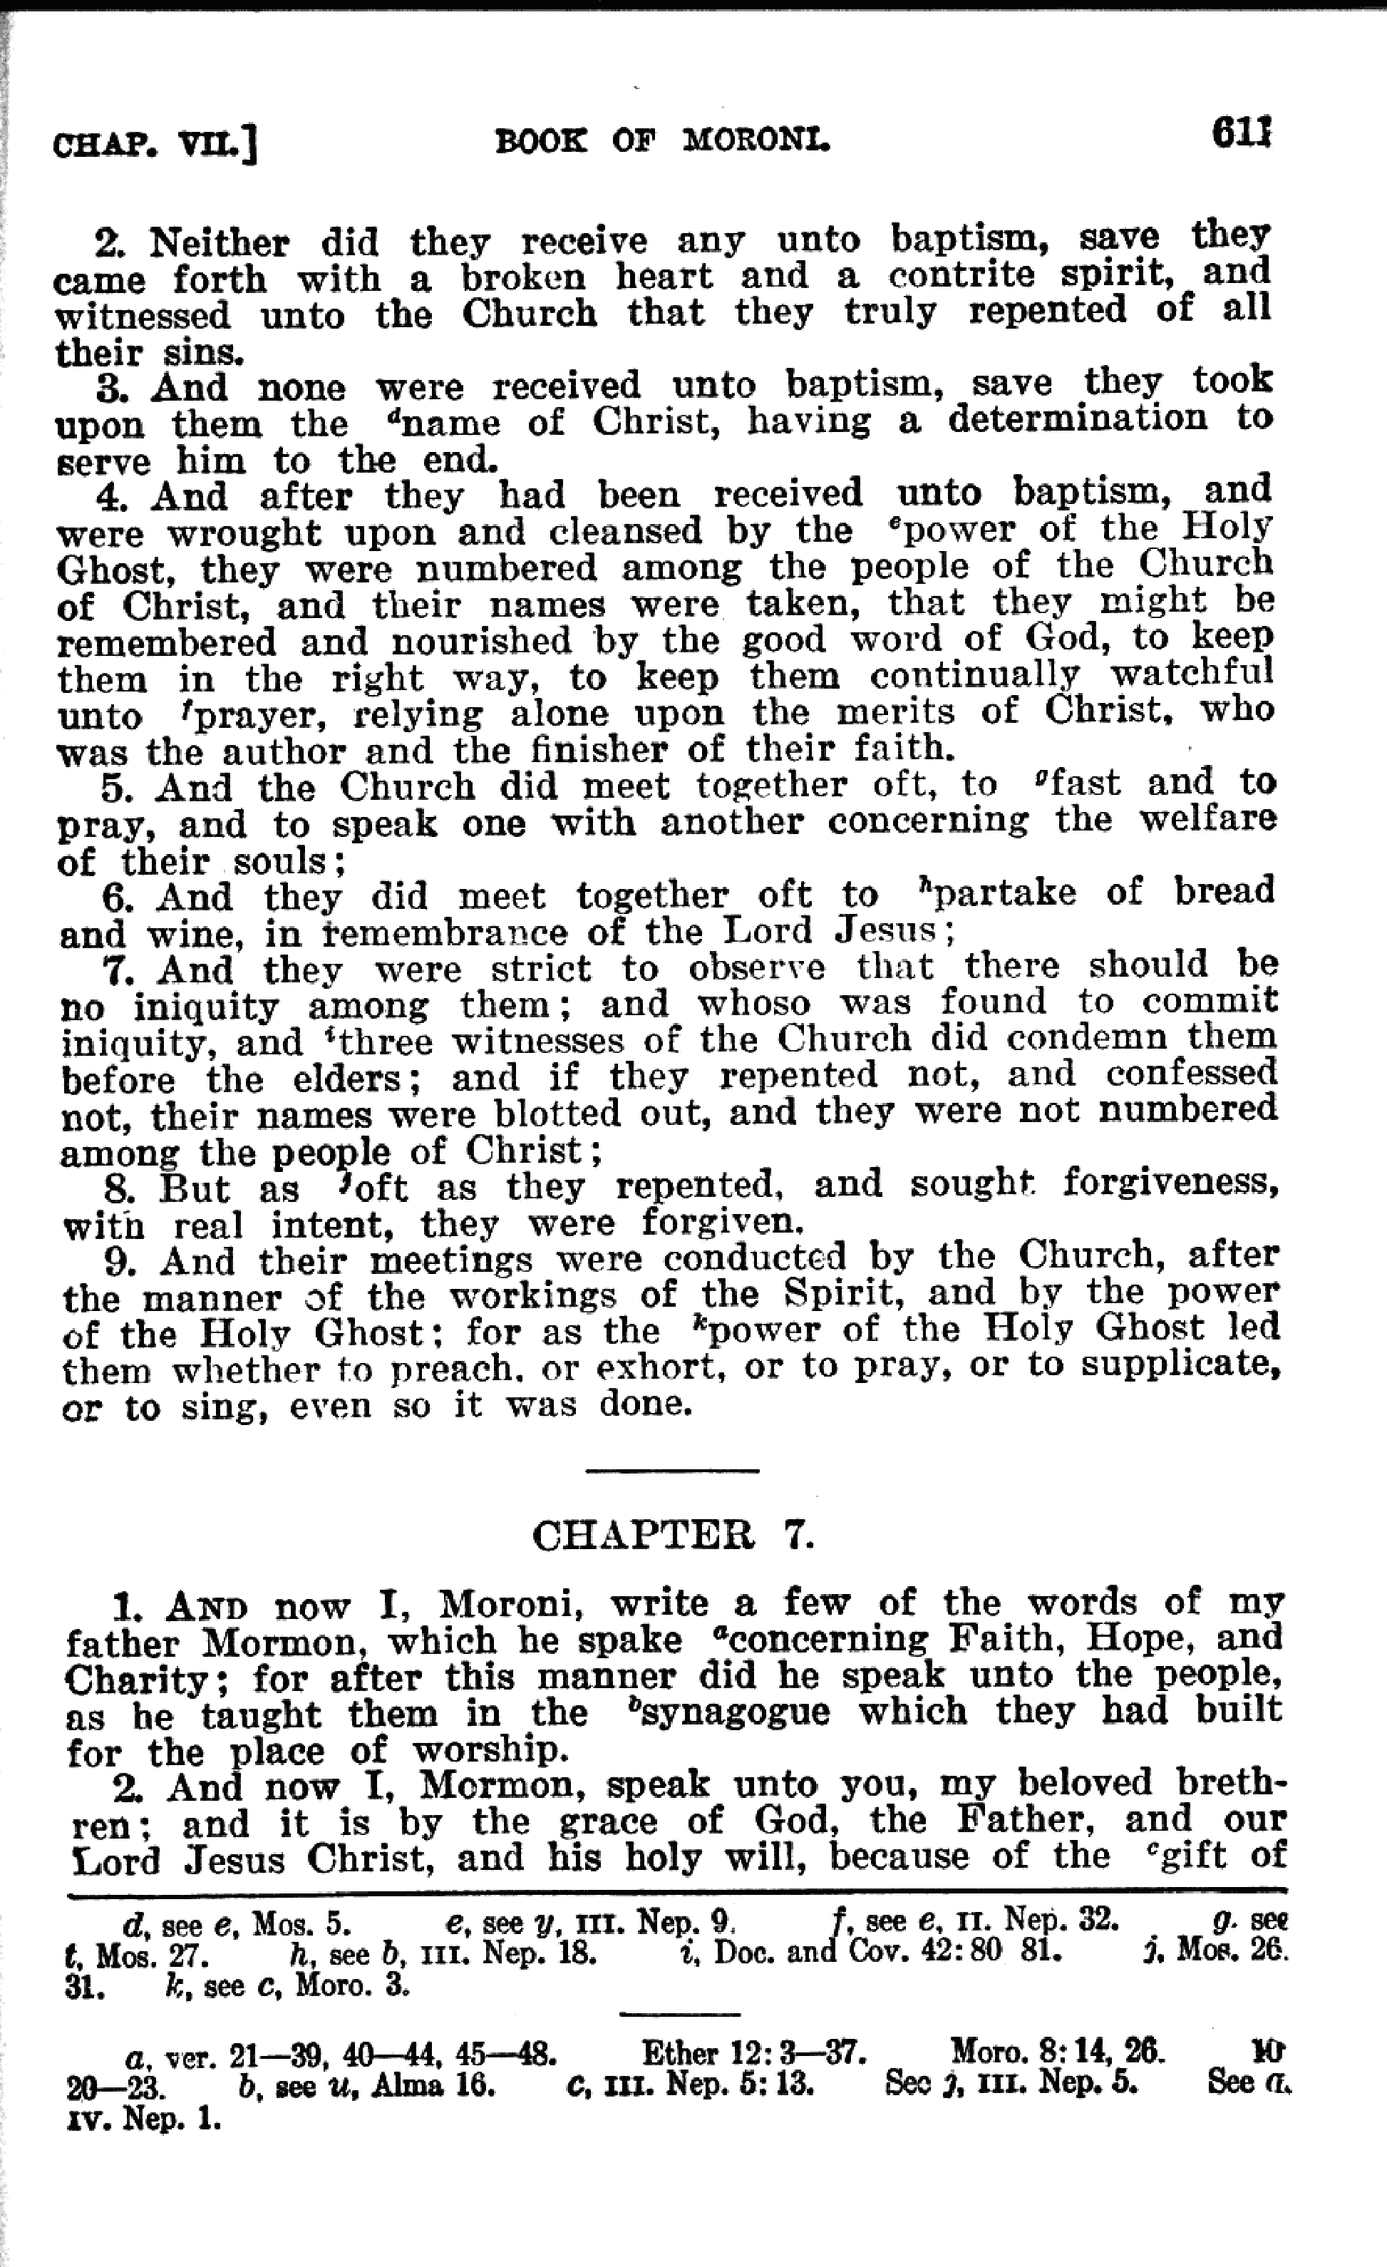 CHAP. VII.] BOOK OF MORONI. 611
2. Neither did they receive any unto baptism, save they
came forth with a broken heart and a contrite spirit, and
witnessed unto the Church that they truly repented of all
their sins.
3. And none were received unto baptism, save they took
upon them the dname of Christ, having a determination to
serve him to the end.
4. And after they had been received unto baptism, and
were wrought upon and cleansed by the epower of the Holy
Ghost, they were numbered among the people of the Church
of Christ, and their names were taken, that they might be
remembered and nourished by the good word of God, to keep
them in the right way, to keep them continually watchful
unto fprayer, relying alone upon the merits of Christ, who
was the author and the finisher of their faith.
5. And the Church did meet together oft, to gfast and to
pray, and to speak one with another concerning the welfare
of their souls;
6. And they did meet together oft to hpartake of bread
and wine, in remembrance of the Lord Jesus;
7. And they were strict to observe that there should be
no iniquity among them; and whoso was found to commit
iniquity, and ithree witnesses of the Church did condemn them
before the elders; and if they repented not, and confessed
not, their names were blotted out, and they were not numbered
among the people of Christ;
8. But as joft as they repented, and sought forgiveness,
with real intent, they were forgiven.
9. And their meetings were conducted by the Church, after
the manner of the workings of the Spirit, and by the power
of the Holy Ghost; for as the kpower of the Holy Ghost led
them whether to preach, or exhort, or to pray, or to supplicate,
or to sing, even so it was done.
CHAPTER 7.
1. AND now I, Moroni, write a few of the words of my
father Mormon, which he spake aconcerning Faith, Hope, and
Charity; for after this manner did he speak unto the people,
as he taught them in the bsynagogue which they had built
for the place of worship.
2. And now I, Mormon, speak unto you, my beloved breth-
ren; and it is by the grace of God, the Father, and our
Lord Jesus Christ, and his holy will, because of the cgift of
d, see e, Mos. 5. e, see y, III. Nep. 9. f, see e, II. Nep. 32. g. see
t, Mos. 27. h, see b, III. Nep. 18. i, Doc. and Cov. 42:80 81. j, Mos. 26.
31. k, see c, Moro. 3.
a, ver. 21—39, 40—44, 45—48. Ether 12:3—37. Moro. 8:14, 26. 10:
20—23. b, see u, Alma 16. c, III. Nep. 5:13. See j, III. Nep. 5. See a,
IV. Nep. 1.